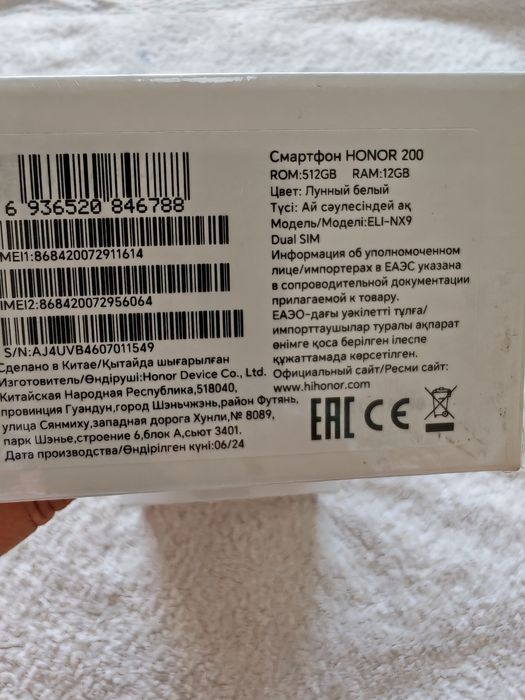 6 936520 846788
IMEI1:868420072911614
IMEI2:868420072956064
S/N:AJ4UVB4607011549
Сделано в Китае/Қытайда шығарылған
Изготовитель/Өндіруші:Honor Device Co., Ltd.
Китайская Народная Республика,518040,
провинция Гуандун,город Шэньчжэнь,район Футянь,
улица Сянмиху,западная дорога Хунли,№ 8089,
парк Шэнье,строение 6,блок А,сьют 3401.
Дата производства/Өндірілген күні:06/24
Смартфон HONOR 200
ROM:512GB RAM:12GB
Цвет: Лунный белый
Түсі: Ай сәулесіндей ақ
Модель/Моделі:ELI-NX9
Dual SIM
Информация об уполномоченном
лице/импортерах в ЕАЭС указана
в сопроводительной документации
прилагаемой к товару.
ЕАЭО-дағы уәкілетті тұлға/
импорттаушылар туралы ақпарат
өнімге қоса берілген ілеспе
құжаттамада көрсетілген.
Официальный сайт/Ресми сайт:
www.hihonor.com
EAC CE